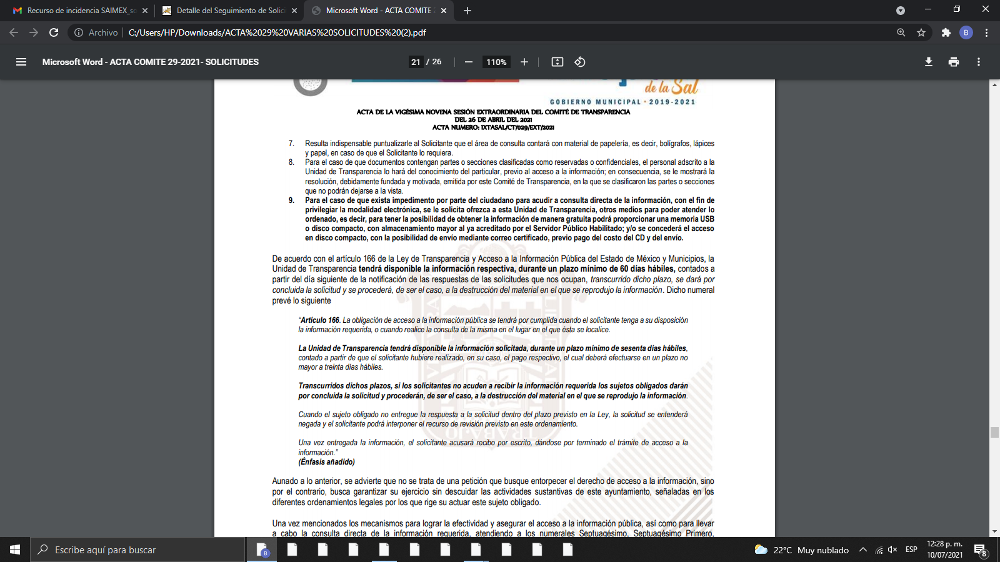 Recurso de incidencia SAIMEX_so
Detalle del Seguimiento de Solici
Microsoft Word - ACTA COMITE 2
Archivo
C:/Users/HP/Downloads/ACTA%2029%20VARIAS%20SOLICITUDES%20(2).pdf
B
Microsoft Word - ACTA COMITE 29-2021- SOLICITUDES
21 / 26
110%
de la Sal
GOBIERNO MUNICIPAL · 2019-2021
ACTA DE LA VIGÉSIMA NOVENA SESIÓN EXTRAORDINARIA DEL COMITÉ DE TRANSPARENCIA
DEL 26 DE ABRIL DEL 2021
ACTA NUMERO: IXTASAL/CT/029/EXT/2021
7. Resulta indispensable puntualizarle al Solicitante que el área de consulta contará con material de papelería, es decir, bolígrafos, lápices
y papel, en caso de que el Solicitante lo requiera.
8. Para el caso de que documentos contengan partes o secciones clasificadas como reservadas o confidenciales, el personal adscrito a la
Unidad de Transparencia lo hará del conocimiento del particular, previo al acceso a la información; en consecuencia, se le mostrará la
resolución, debidamente fundada y motivada, emitida por este Comité de Transparencia, en la que se clasificaron las partes o secciones
que no podrán dejarse a la vista.
9. Para el caso de que exista impedimento por parte del ciudadano para acudir a consulta directa de la información, con el fin de
privilegiar la modalidad electrónica, se le solicita ofrezca a esta Unidad de Transparencia, otros medios para poder atender lo
ordenado, es decir, para tener la posibilidad de obtener la información de manera gratuita podrá proporcionar una memoria USB
o disco compacto, con almacenamiento mayor al ya acreditado por el Servidor Público Habilitado; y/o se concederá el acceso
en disco compacto, con la posibilidad de envío mediante correo certificado, previo pago del costo del CD y del envío.
De acuerdo con el artículo 166 de la Ley de Transparencia y Acceso a la Información Pública del Estado de México y Municipios, la
Unidad de Transparencia tendrá disponible la información respectiva, durante un plazo mínimo de 60 días hábiles, contados a
partir del día siguiente de la notificación de las respuestas de las solicitudes que nos ocupan, transcurrido dicho plazo, se dará por
concluida la solicitud y se procederá, de ser el caso, a la destrucción del material en el que se reprodujo la información. Dicho numeral
prevé lo siguiente
“Artículo 166. La obligación de acceso a la información pública se tendrá por cumplida cuando el solicitante tenga a su disposición
la información requerida, o cuando realice la consulta de la misma en el lugar en el que ésta se localice.
La Unidad de Transparencia tendrá disponible la información solicitada, durante un plazo mínimo de sesenta días hábiles,
contado a partir de que el solicitante hubiere realizado, en su caso, el pago respectivo, el cual deberá efectuarse en un plazo no
mayor a treinta días hábiles.
Transcurridos dichos plazos, si los solicitantes no acuden a recibir la información requerida los sujetos obligados darán
por concluida la solicitud y procederán, de ser el caso, a la destrucción del material en el que se reprodujo la información.
Cuando el sujeto obligado no entregue la respuesta a la solicitud dentro del plazo previsto en la Ley, la solicitud se entenderá
negada y el solicitante podrá interponer el recurso de revisión previsto en este ordenamiento.
Una vez entregada la información, el solicitante acusará recibo por escrito, dándose por terminado el trámite de acceso a la
información.”
(Énfasis añadido)
Aunado a lo anterior, se advierte que no se trata de una petición que busque entorpecer el derecho de acceso a la información, sino
por el contrario, busca garantizar su ejercicio sin descuidar las actividades sustantivas de este ayuntamiento, señaladas en los
diferentes ordenamientos legales por los que rige su actuar este sujeto obligado.
Una vez mencionados los mecanismos para lograr la efectividad y asegurar el acceso a la información pública, así como para llevar
a cabo la consulta directa de la información requerida, atendiendo a los numerales Septuagésimo, Septuagésimo Primero,
Escribe aquí para buscar
B
22°C Muy nublado
ESP
12:28 p. m.
10/07/2021
8